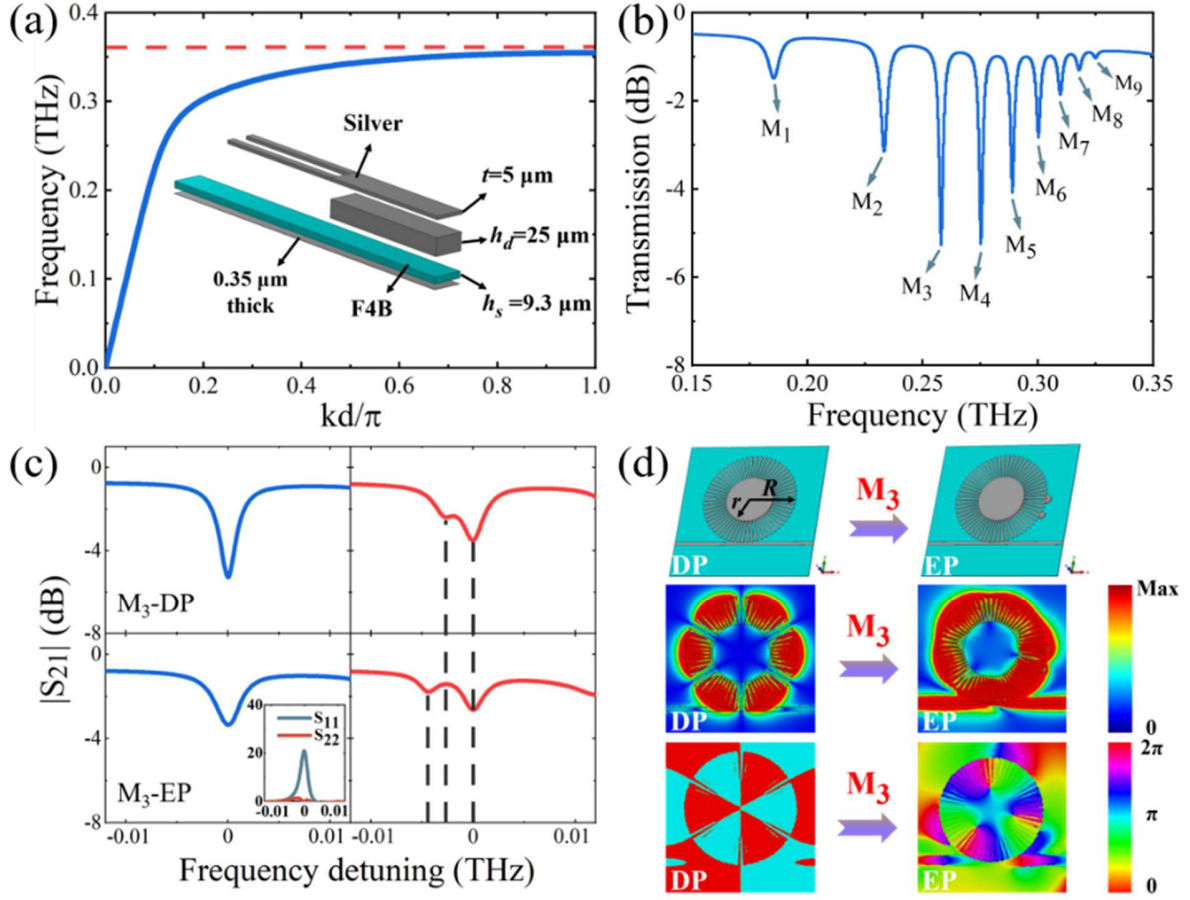 (a)
0.4
0.3
0.2
0.1
0.0
Frequency (THz)
Silver
t=5 μm
h_d=25 μm
0.35 μm
thick
F4B
h_s =9.3 μm
0.0 0.2 0.4 0.6 0.8 1.0
kd/π
(b)
0
-2
-4
-6
-8
Transmission (dB)
M1
M2
M3
M4
M5
M6
M7
M8
M9
0.15 0.20 0.25 0.30 0.35
Frequency (THz)
(c)
0
-4
-8
M3-DP
|S21| (dB)
0
-4
-8
M3-EP
40
20
0
S11
S22
-0.01 0 0.01
-0.01 0 0.01 -0.01 0 0.01
Frequency detuning (THz)
(d)
r R
DP
M3
EP
DP
M3
EP
Max
0
DP
M3
EP
2π
π
0